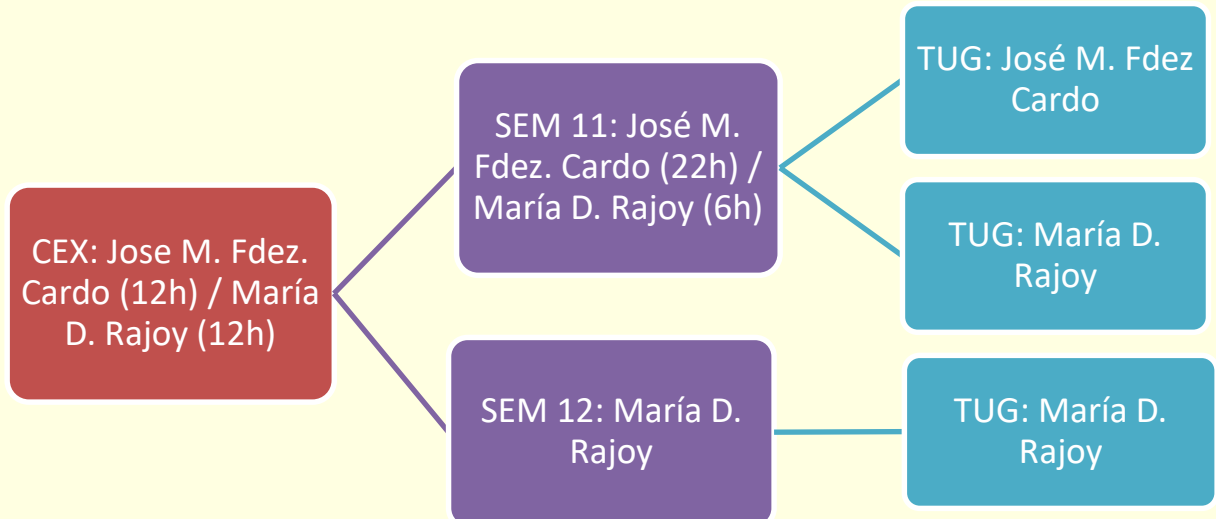 CEX: Jose M. Fdez.
Cardo (12h) / María
D. Rajoy (12h)
SEM 11: José M.
Fdez. Cardo (22h) /
María D. Rajoy (6h)
SEM 12: María D.
Rajoy
TUG: José M. Fdez
Cardo
TUG: María D.
Rajoy
TUG: María D.
Rajoy